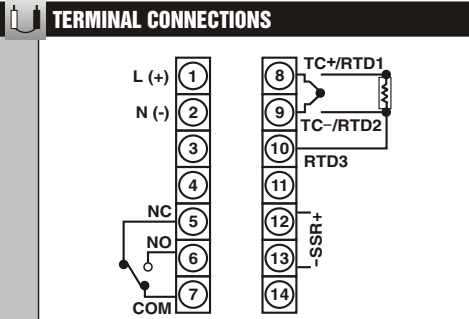 TERMINAL CONNECTIONS
L (+) 1
N (-) 2
3
4
NC 5
NO 6
COM 7
8 TC+/RTD1
9 TC−/RTD2
10 RTD3
11
12
13
−SSR+
14